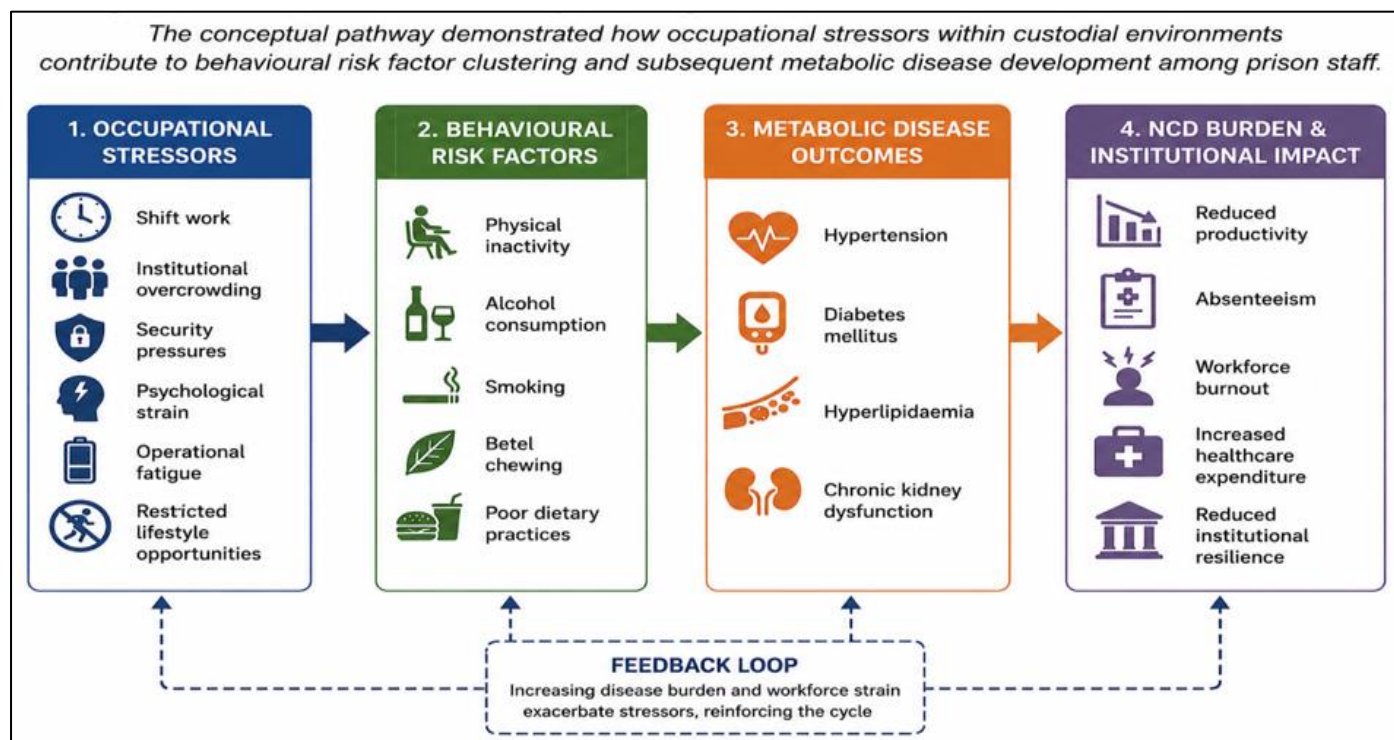 The conceptual pathway demonstrated how occupational stressors within custodial environments
contribute to behavioural risk factor clustering and subsequent metabolic disease development among prison staff.
1. OCCUPATIONAL
STRESSORS
Shift work
Institutional
overcrowding
Security
pressures
Psychological
strain
Operational
fatigue
Restricted
lifestyle
opportunities
2. BEHAVIOURAL
RISK FACTORS
Physical
inactivity
Alcohol
consumption
Smoking
Betel
chewing
Poor dietary
practices
3. METABOLIC DISEASE
OUTCOMES
Hypertension
Diabetes
mellitus
Hyperlipidaemia
Chronic kidney
dysfunction
4. NCD BURDEN &
INSTITUTIONAL IMPACT
Reduced
productivity
Absenteeism
Workforce
burnout
Increased
healthcare
expenditure
Reduced
institutional
resilience
FEEDBACK LOOP
Increasing disease burden and workforce strain
exacerbate stressors, reinforcing the cycle